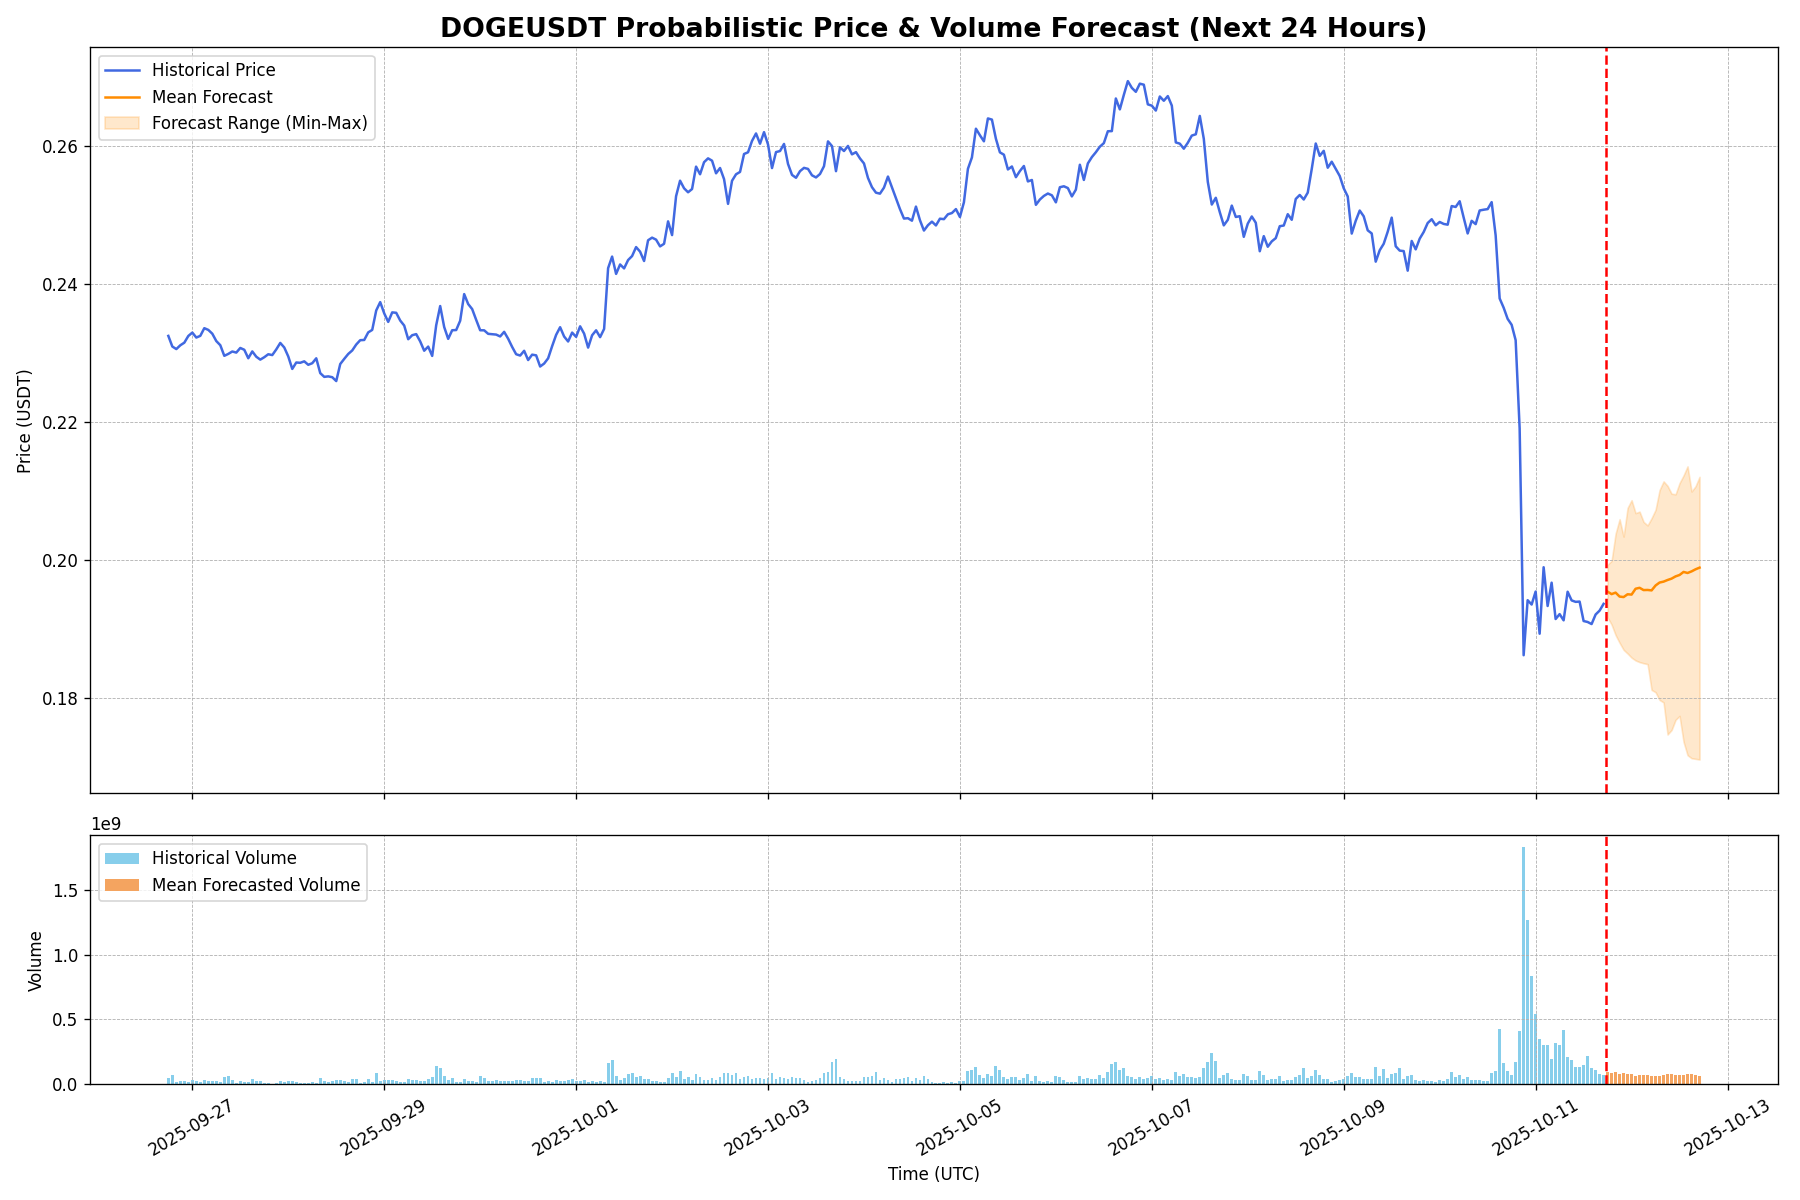 DOGEUSDT Probabilistic Price & Volume Forecast (Next 24 Hours)
Historical Price
Mean Forecast
Forecast Range (Min-Max)
0.26
0.24
0.22
0.20
0.18
Price (USDT)
1e9
Historical Volume
Mean Forecasted Volume
1.5
1.0
0.5
0.0
Volume
2025-09-27
2025-09-29
2025-10-01
2025-10-03
2025-10-05
2025-10-07
2025-10-09
2025-10-11
2025-10-13
Time (UTC)